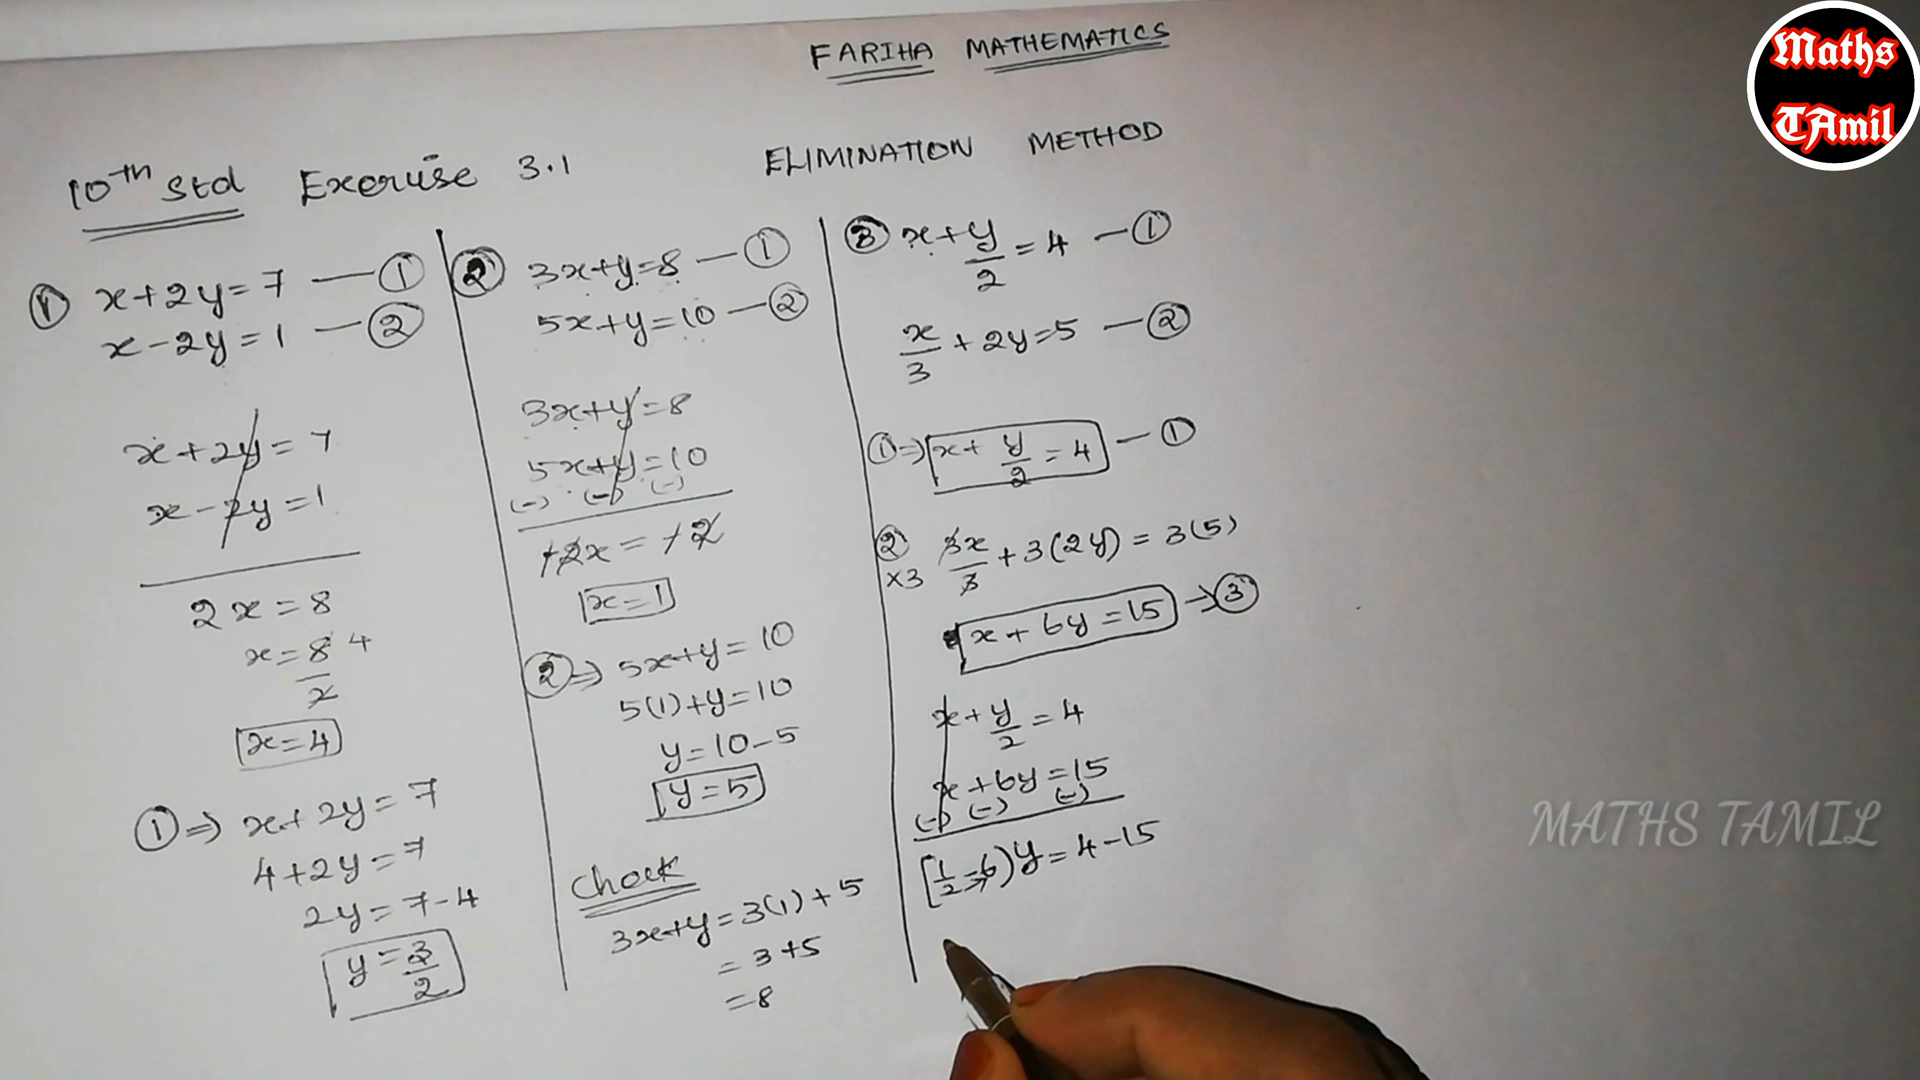 FARIHA MATHEMATICS
Maths
TAmil
10th Std Exercise 3.1
ELIMINATION METHOD
① x+2y=7 — ①
x-2y=1 — ②
x+2y=7
x-2y=1
2x=8
x=8/2 4
x=4
①⇒ x+2y=7
4+2y=7
2y=7-4
y=3/2
② 3x+y=8 — ①
5x+y=10 — ②
3x+y=8
5x+y=10
(-) (-) (-)
+2x=+2
x=1
②⇒ 5x+y=10
5(1)+y=10
y=10-5
y=5
Check
3x+y=3(1)+5
=3+5
=8
③ x+y/2=4 — ①
x/3+2y=5 — ②
①⇒ x+y/2=4 — ①
② ×3 3x/3+3(2y)=3(5)
x+6y=15 → ③
x+y/2=4
x+6y=15
(-) (-) (-)
[1/2-6)y=4-15
MATHS TAMIL